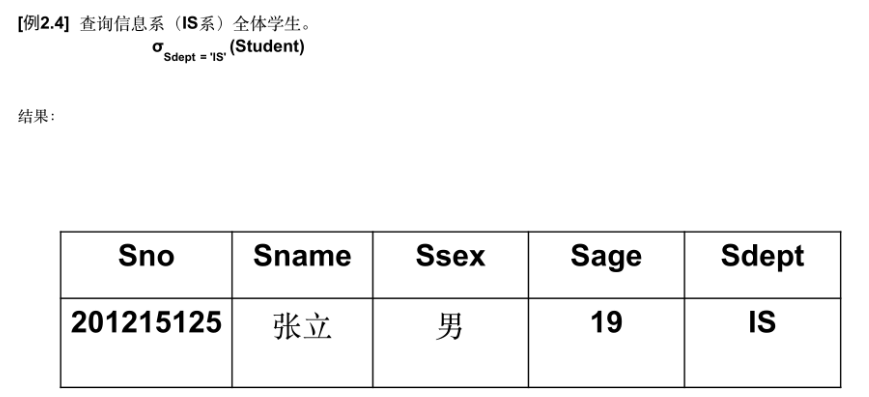 [例2.4] 查询信息系（IS系）全体学生。
σ Sdept = 'IS' (Student)
结果：
Sno Sname Ssex Sage Sdept
201215125 张立 男 19 IS